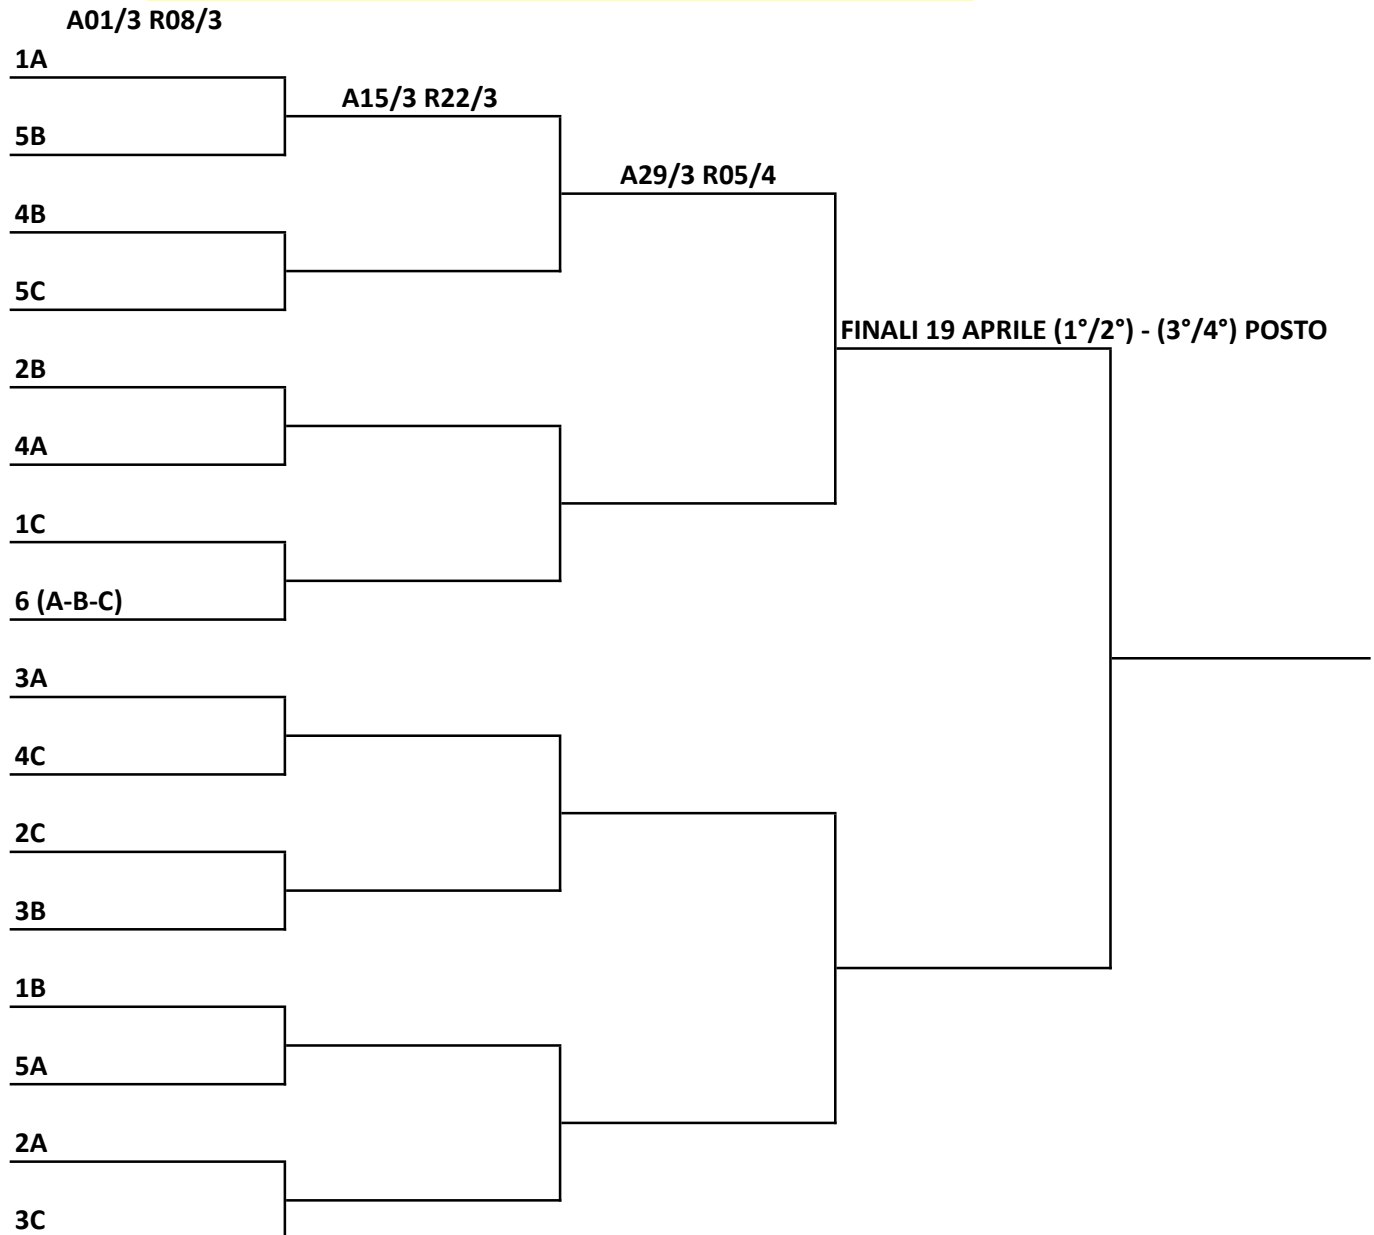 A01/3 R08/3
1A
A15/3 R22/3
5B
A29/3 R05/4
4B
5C
FINALI 19 APRILE (1°/2°) - (3°/4°) POSTO
2B
4A
1C
6 (A-B-C)
3A
4C
2C
3B
1B
5A
2A
3C